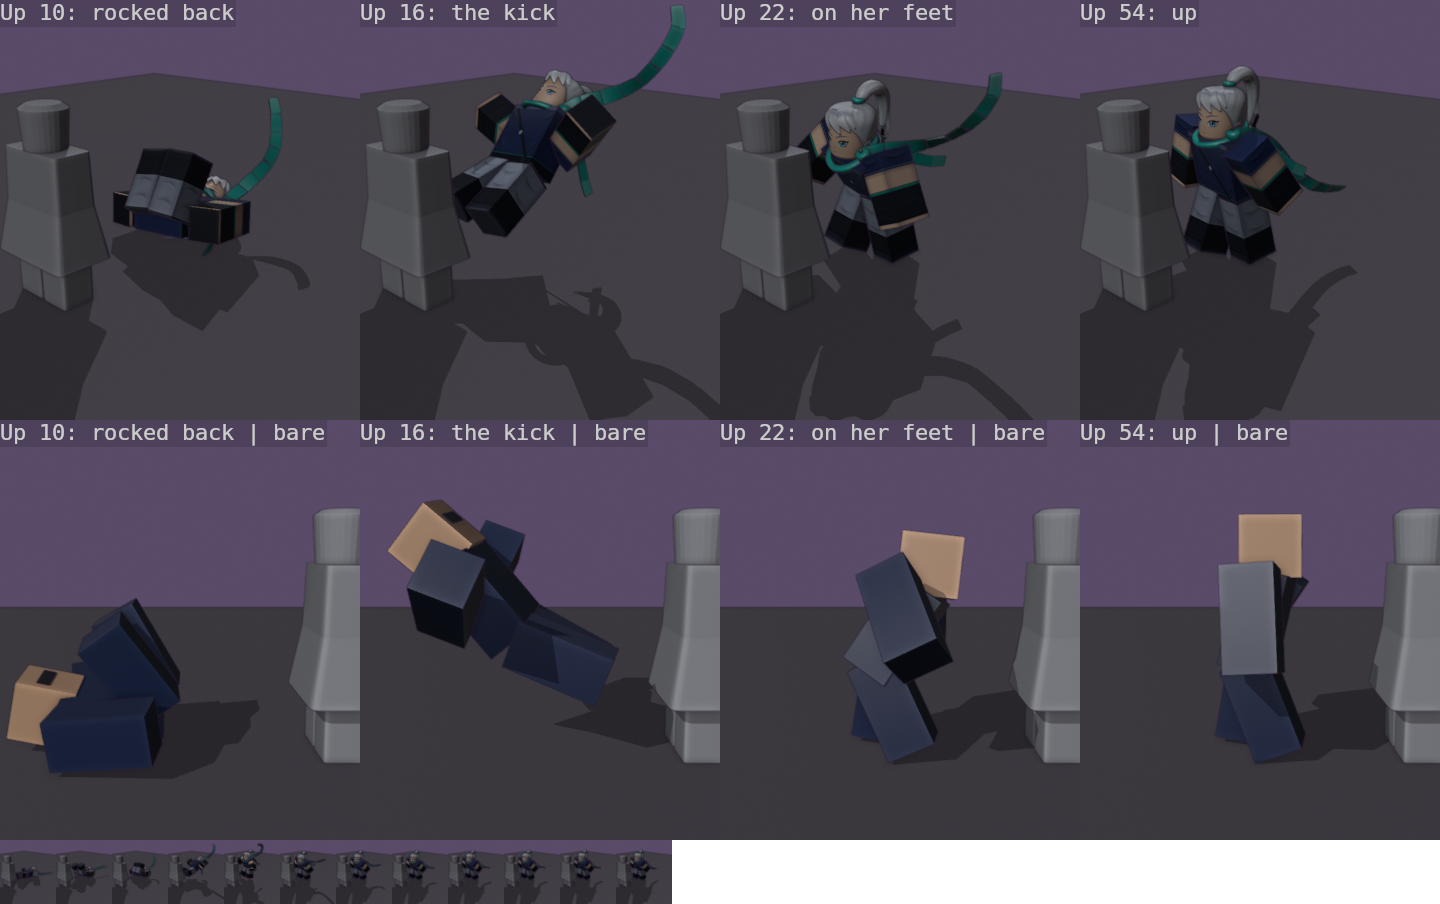 Up 10: rocked back
Up 16: the kick
Up 22: on her feet
Up 54: up
Up 10: rocked back | bare
Up 16: the kick | bare
Up 22: on her feet | bare
Up 54: up | bare